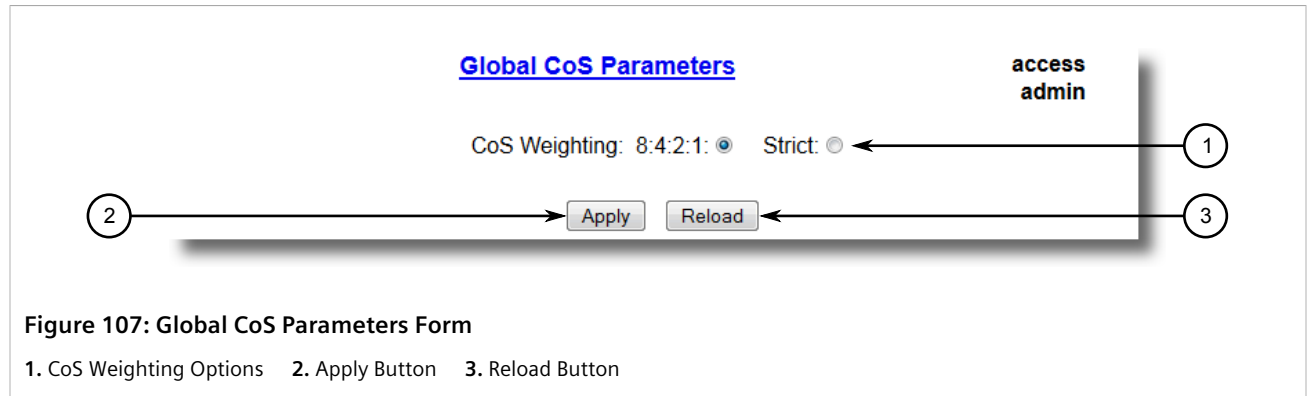 Global CoS Parameters
access
admin
CoS Weighting: 8:4:2:1: Strict:
1
2
Apply Reload
3
Figure 107: Global CoS Parameters Form
1. CoS Weighting Options 2. Apply Button 3. Reload Button